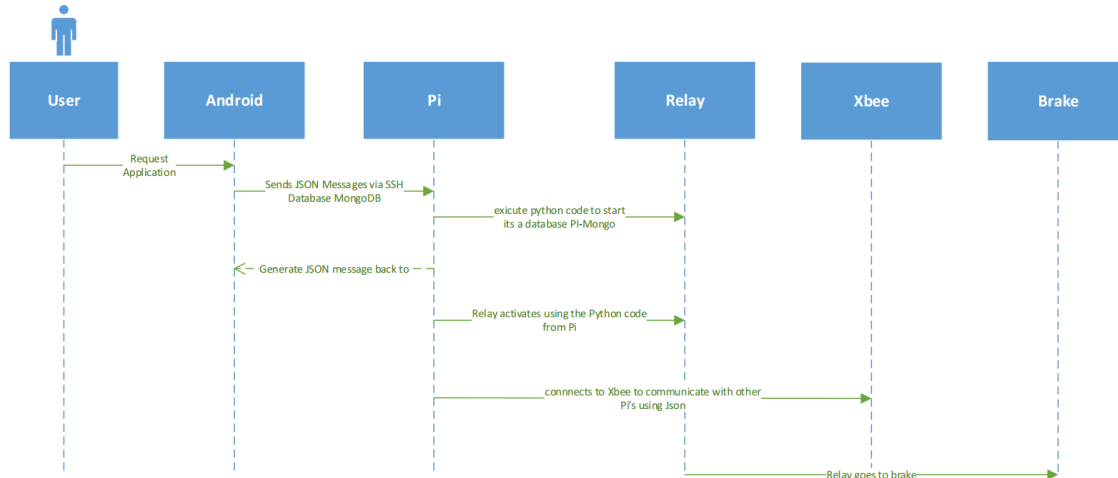 User
Android
Pi
Relay
Xbee
Brake
Request
Application
Sends JSON Messages via SSH
Database MongoDB
exicute python code to start
its a database PI-Mongo
Generate JSON message back to
Relay activates using the Python code
from Pi
connnects to Xbee to communicate with other
Pi's using Json
Relay goes to brake